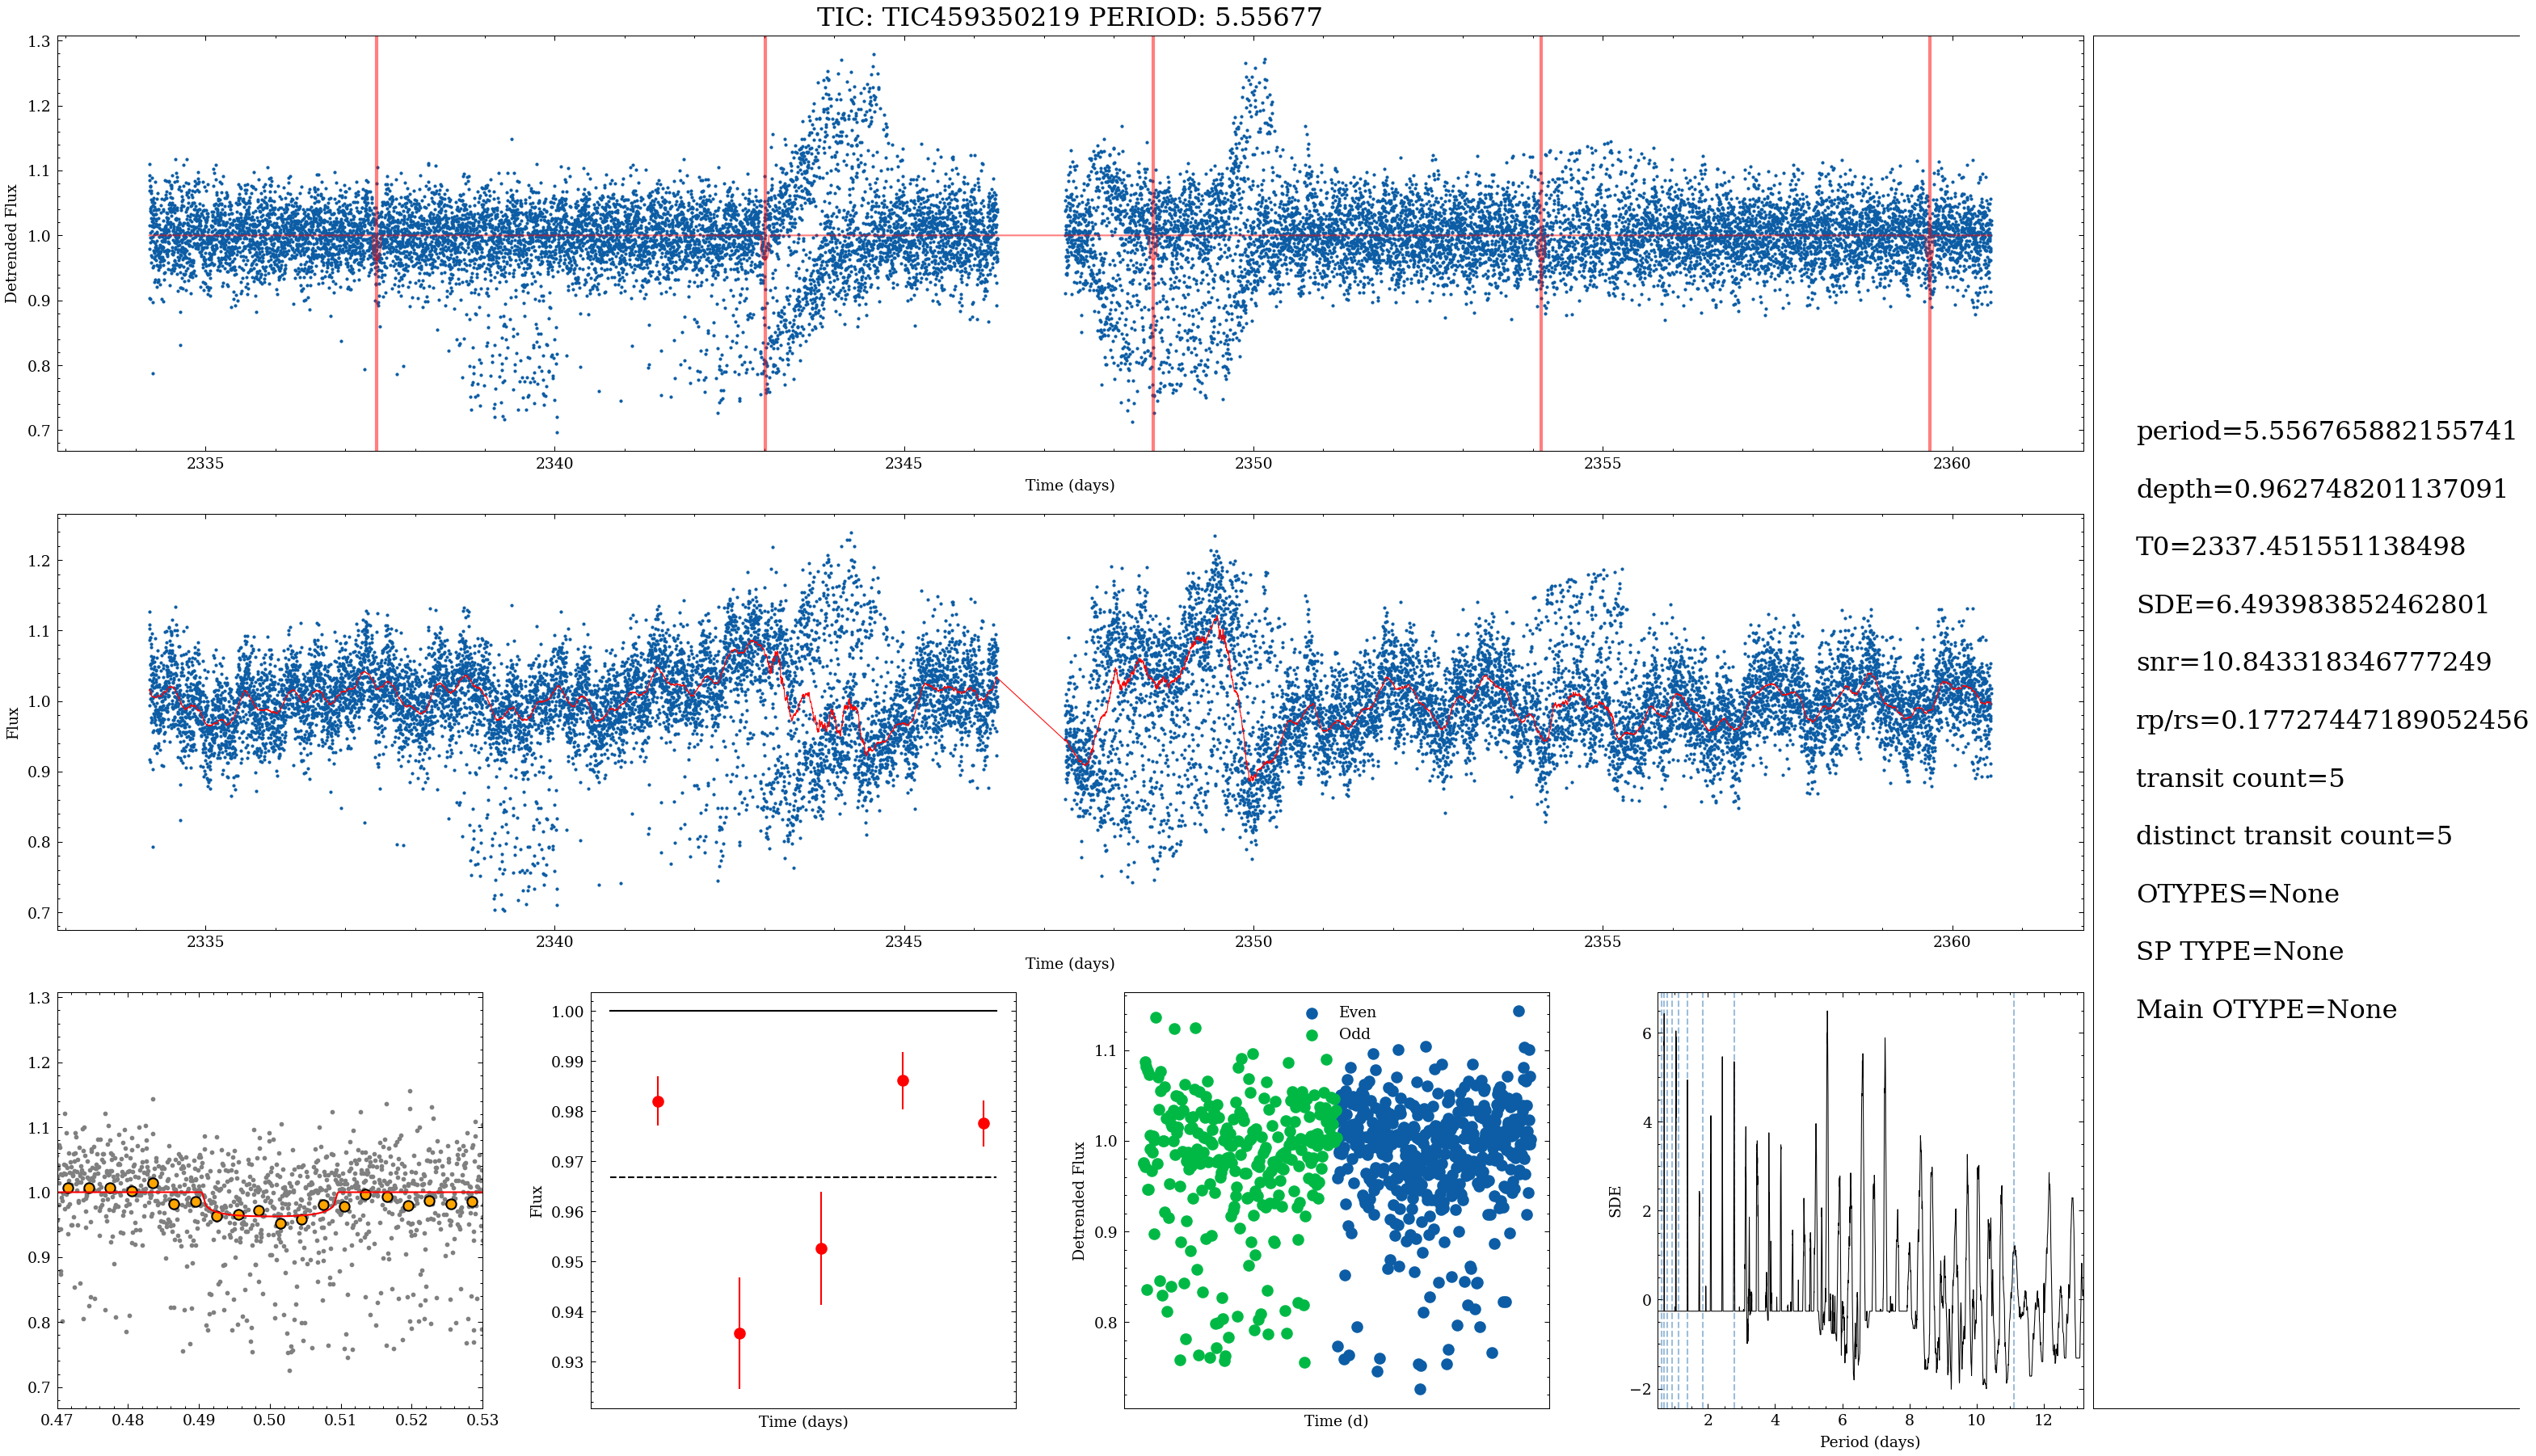 TIC: TIC459350219 PERIOD: 5.55677
1.3
1.2
1.1
1.0
0.9
0.8
0.7
Detrended Flux
2335
2340
2345
2350
2355
2360
Time (days)
1.2
1.1
1.0
0.9
0.8
0.7
Flux
2335
2340
2345
2350
2355
2360
Time (days)
period=5.556765882155741
depth=0.962748201137091
T0=2337.451551138498
SDE=6.493983852462801
snr=10.843318346777249
rp/rs=0.17727447189052456
transit count=5
distinct transit count=5
OTYPES=None
SP TYPE=None
Main OTYPE=None
1.3
1.2
1.1
1.0
0.9
0.8
0.7
0.47
0.48
0.49
0.50
0.51
0.52
0.53
1.00
0.99
0.98
0.97
0.96
0.95
0.94
0.93
Flux
Time (days)
Even
Odd
1.1
1.0
0.9
0.8
Detrended Flux
Time (d)
6
4
2
0
−2
SDE
2
4
6
8
10
12
Period (days)